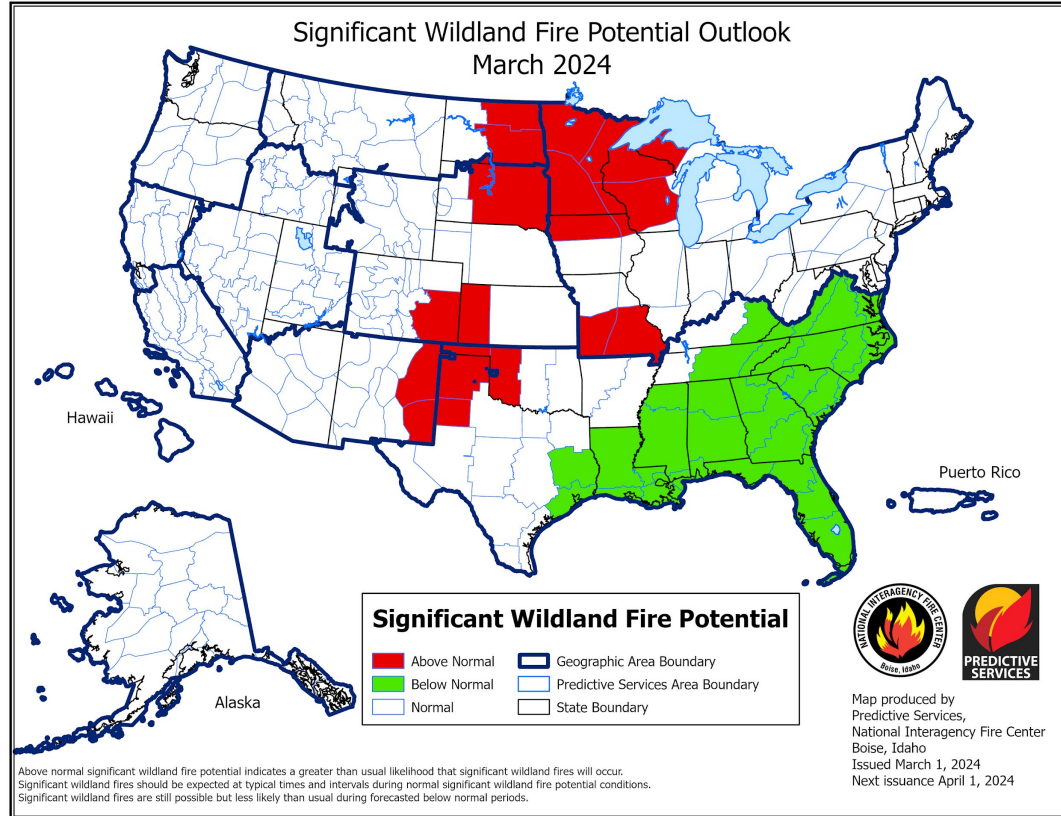 Significant Wildland Fire Potential Outlook
March 2024
Hawaii
Puerto Rico
Alaska
Significant Wildland Fire Potential
Above Normal
Geographic Area Boundary
Below Normal
Predictive Services Area Boundary
Normal
State Boundary
NATIONAL INTERAGENCY FIRE CENTER
Boise, Idaho
PREDICTIVE
SERVICES
Map produced by
Predictive Services,
National Interagency Fire Center
Boise, Idaho
Issued March 1, 2024
Next issuance April 1, 2024
Above normal significant wildland fire potential indicates a greater than usual likelihood that significant wildland fires will occur.
Significant wildland fires should be expected at typical times and intervals during normal significant wildland fire potential conditions.
Significant wildland fires are still possible but less likely than usual during forecasted below normal periods.